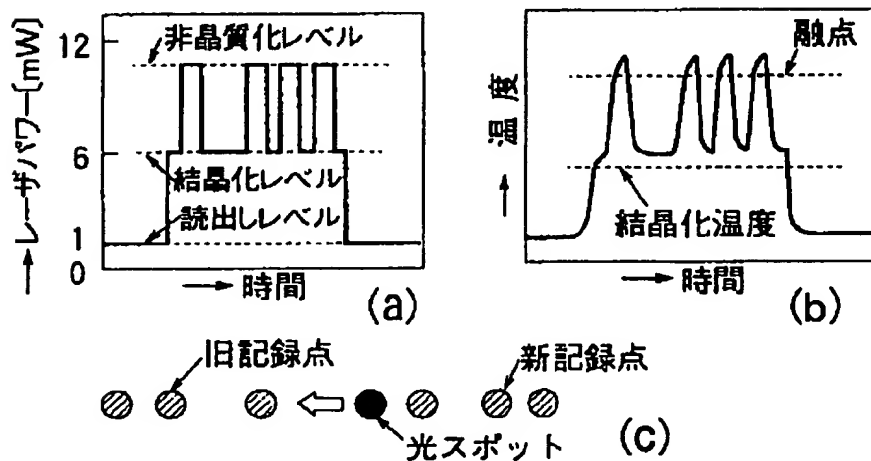 12
6
1
0
→レーザパワー[mW]
非晶質化レベル
結晶化レベル
読出しレベル
→時間
(a)
→温度
融点
結晶化温度
→時間
(b)
旧記録点
新記録点
光スポット
(c)